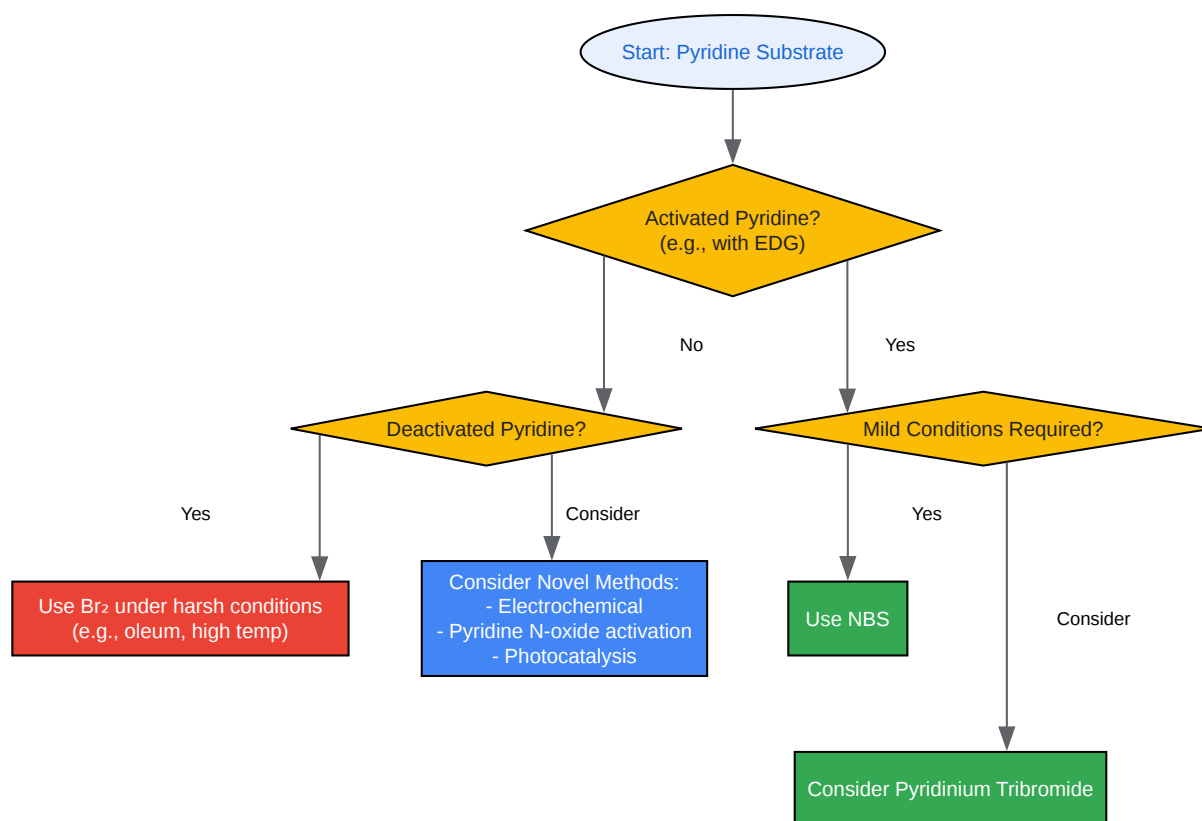 Start: Pyridine Substrate
Activated Pyridine?
(e.g., with EDG)
No
Yes
Deactivated Pyridine?
Mild Conditions Required?
Yes
Consider
Yes
Consider
Use Br₂ under harsh conditions
(e.g., oleum, high temp)
Consider Novel Methods:
- Electrochemical
- Pyridine N-oxide activation
- Photocatalysis
Use NBS
Consider Pyridinium Tribromide